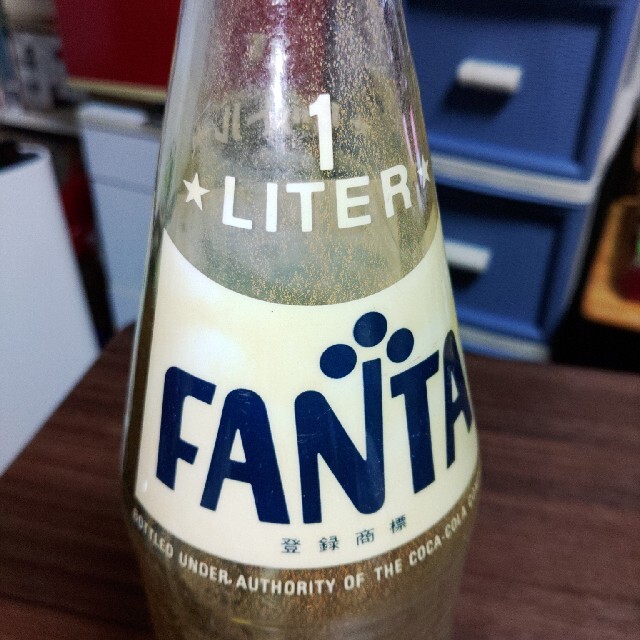 1
★LITER★
FANTA
登録商標
BOTTLED UNDER AUTHORITY OF THE COCA-COLA